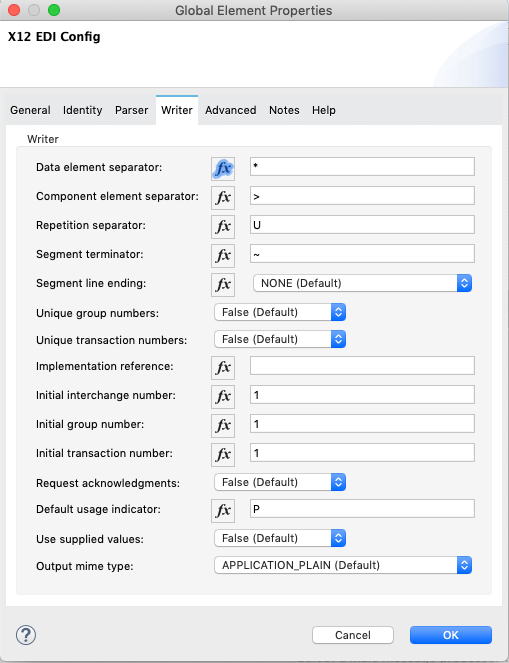 Global Element Properties
X12 EDI Config
General Identity Parser Writer Advanced Notes Help
Writer
Data element separator: fx *
Component element separator: fx >
Repetition separator: fx U
Segment terminator: fx ~
Segment line ending: fx NONE (Default)
Unique group numbers: False (Default)
Unique transaction numbers: False (Default)
Implementation reference: fx
Initial interchange number: fx 1
Initial group number: fx 1
Initial transaction number: fx 1
Request acknowledgments: False (Default)
Default usage indicator: fx P
Use supplied values: False (Default)
Output mime type: APPLICATION_PLAIN (Default)
? Cancel OK